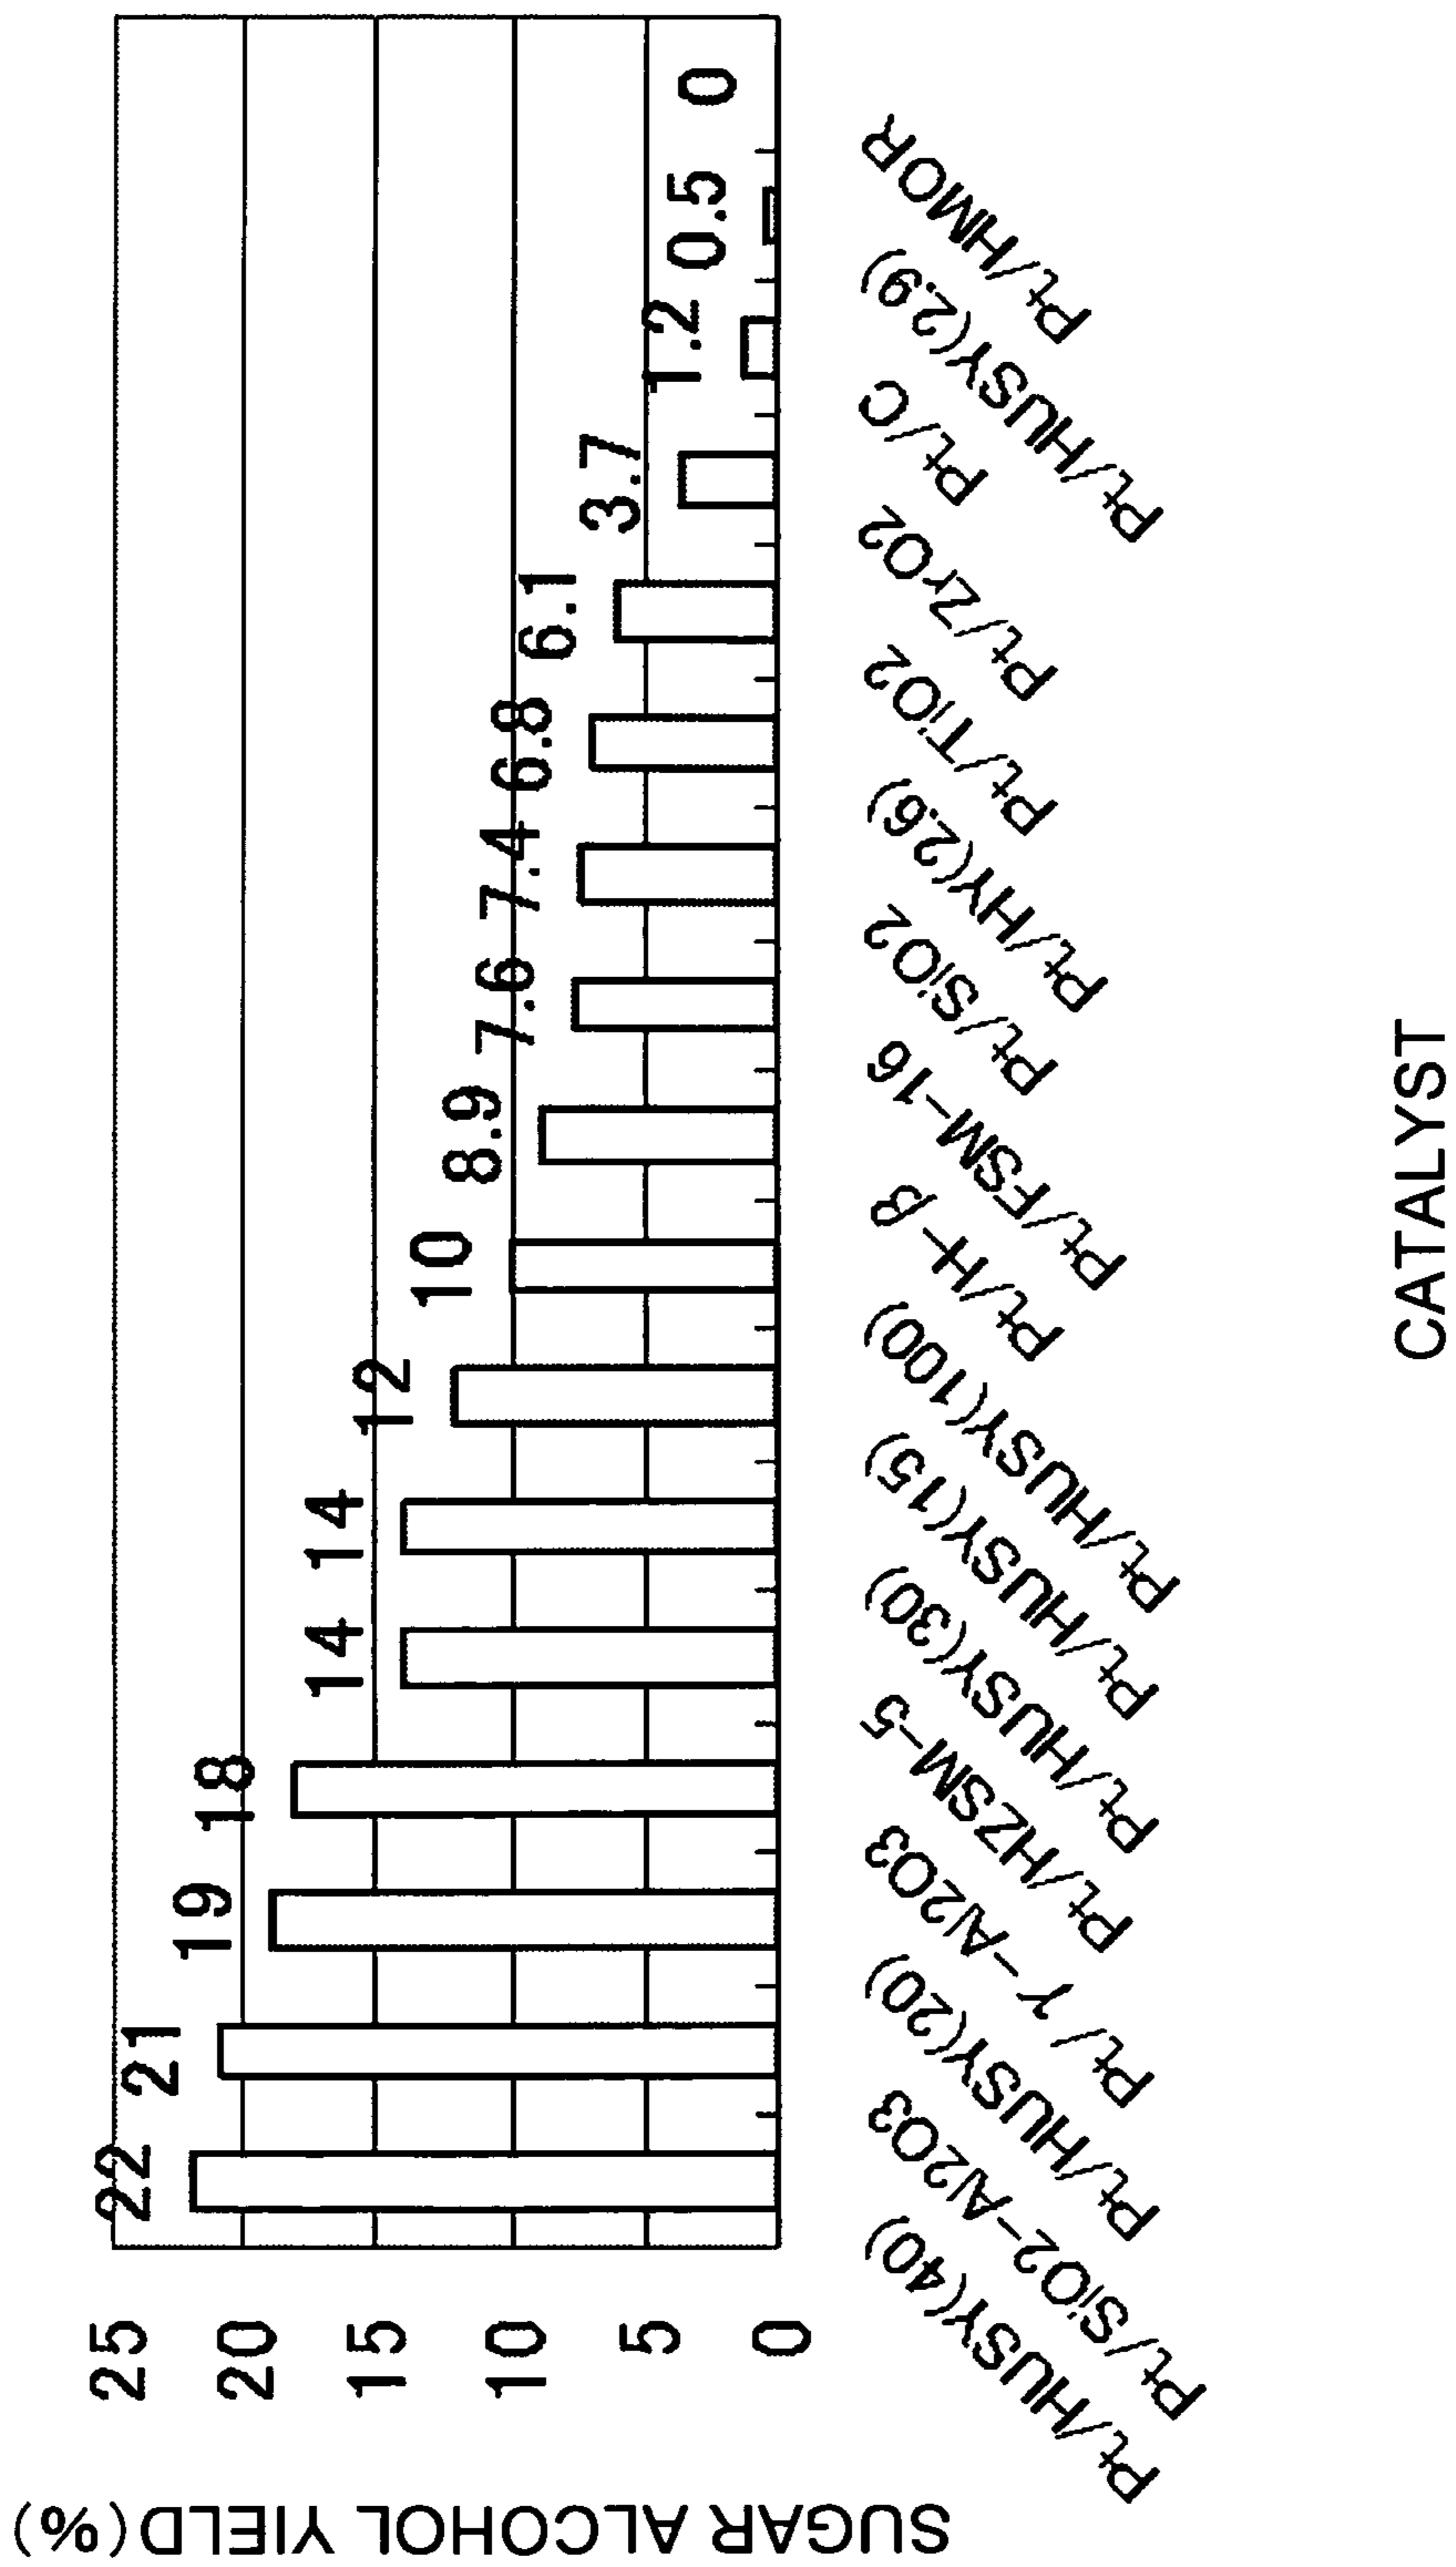 SUGAR ALCOHOL YIELD(%)
25
20
15
10
5
0
22
21
19
18
14
14
12
10
8.9
7.6
7.4
6.8
6.1
3.7
1.2
0.5
0
Pt/HUSY(40)
Pt/SiO2-Al2O3
Pt/HUSY(20)
Pt/γ-Al2O3
Pt/HZSM-5
Pt/HUSY(30)
Pt/HUSY(15)
Pt/HUSY(100)
Pt/H-β
Pt/FSM-16
Pt/SiO2
Pt/HY(2.6)
Pt/TiO2
Pt/ZrO2
Pt/C
Pt/HUSY(2.9)
Pt/HMOR
CATALYST